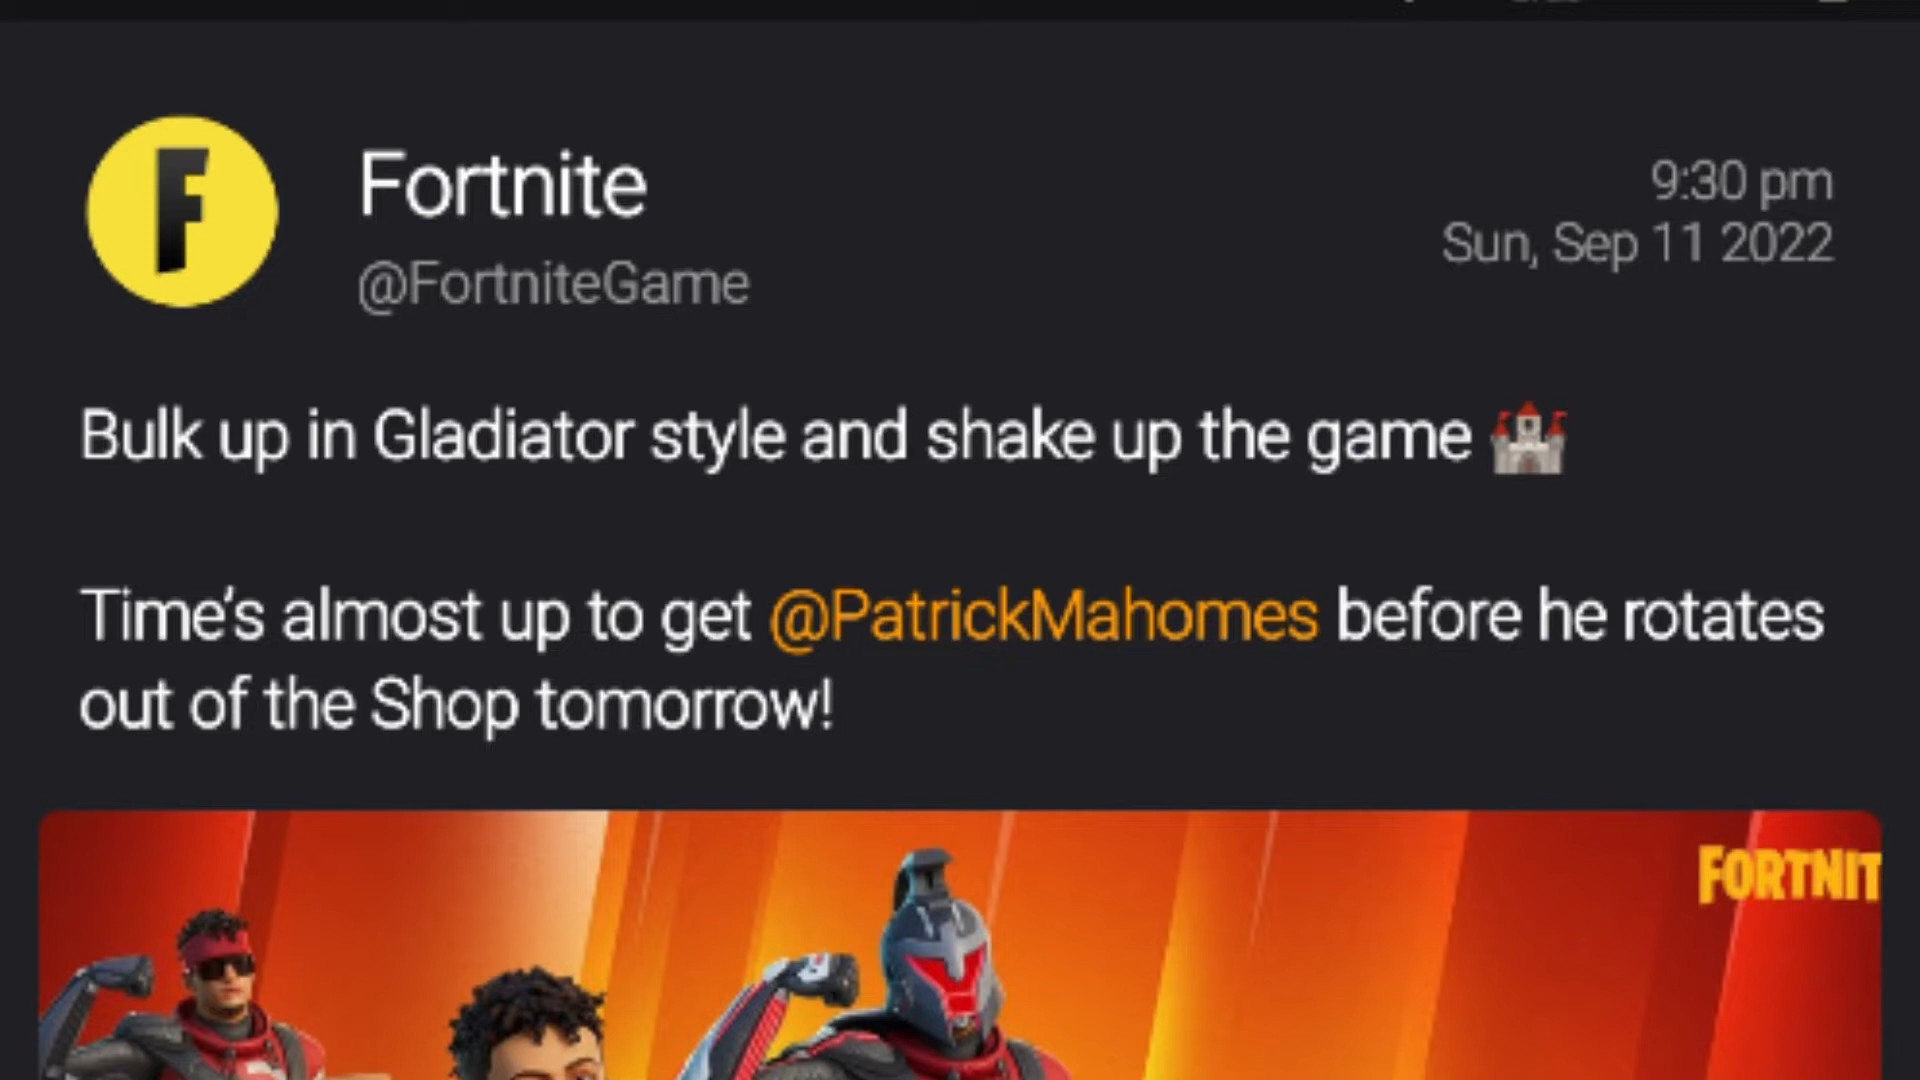 Fortnite
9:30 pm
@FortniteGame
Sun, Sep 11 2022
Bulk up in Gladiator style and shake up the game 🏰
Time's almost up to get @PatrickMahomes before he rotates
out of the Shop tomorrow!
FORTNIT